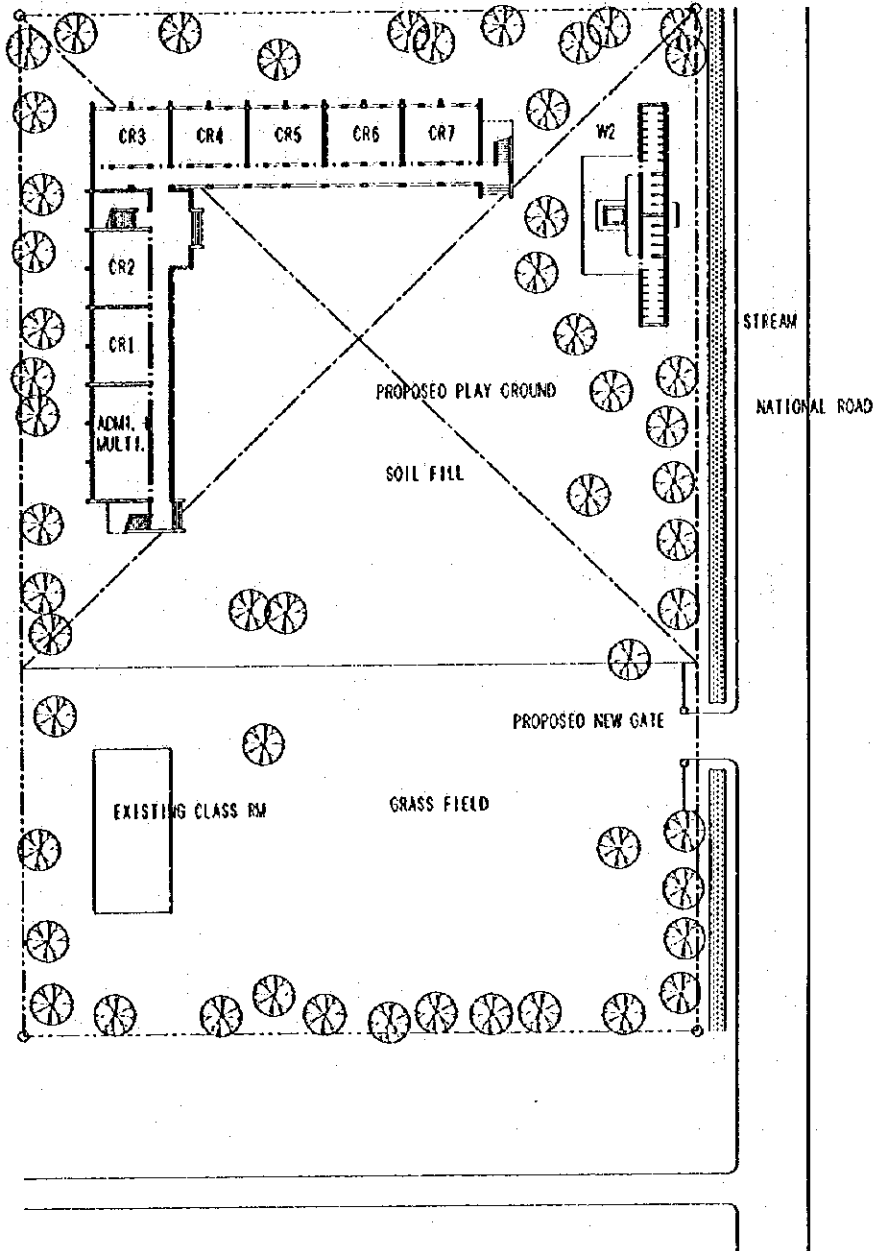 CR3
CR4
CR5
CR6
CR7
W2
CR2
CR1
ADMI. +
MULTI.
STREAM
NATIONAL ROAD
PROPOSED PLAY GROUND
SOIL FILL
PROPOSED NEW GATE
EXISTING CLASS RM
GRASS FIELD